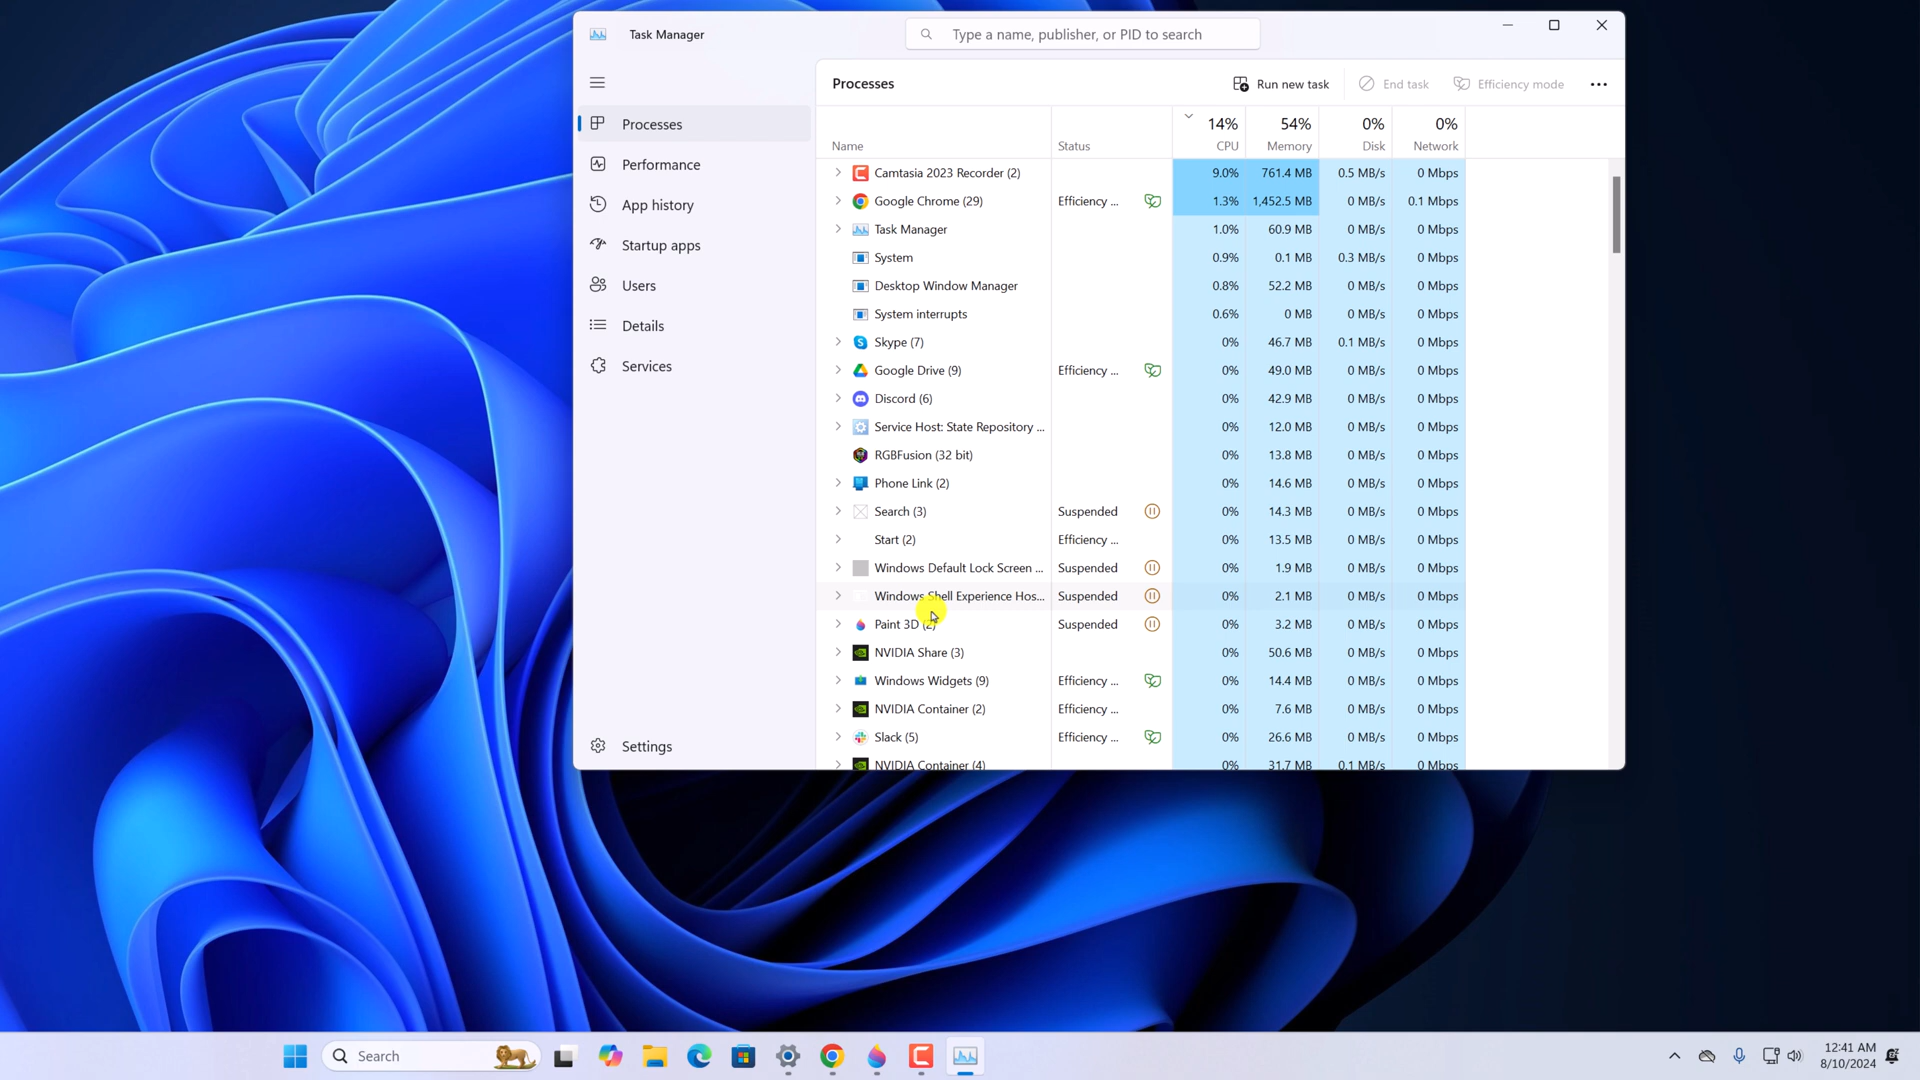 Task Manager
Type a name, publisher, or PID to search
Processes
Run new task
End task
Efficiency mode
Processes
Performance
App history
Startup apps
Users
Details
Services
Settings
14% 54% 0% 0%
Name Status CPU Memory Disk Network
Camtasia 2023 Recorder (2) 9.0% 761.4 MB 0.5 MB/s 0 Mbps
Google Chrome (29) Efficiency ... 1.3% 1,452.5 MB 0 MB/s 0.1 Mbps
Task Manager 1.0% 60.9 MB 0 MB/s 0 Mbps
System 0.9% 0.1 MB 0.3 MB/s 0 Mbps
Desktop Window Manager 0.8% 52.2 MB 0 MB/s 0 Mbps
System interrupts 0.6% 0 MB 0 MB/s 0 Mbps
Skype (7) 0% 46.7 MB 0.1 MB/s 0 Mbps
Google Drive (9) Efficiency ... 0% 49.0 MB 0 MB/s 0 Mbps
Discord (6) 0% 42.9 MB 0 MB/s 0 Mbps
Service Host: State Repository ... 0% 12.0 MB 0 MB/s 0 Mbps
RGBFusion (32 bit) 0% 13.8 MB 0 MB/s 0 Mbps
Phone Link (2) 0% 14.6 MB 0 MB/s 0 Mbps
Search (3) Suspended 0% 14.3 MB 0 MB/s 0 Mbps
Start (2) Efficiency ... 0% 13.5 MB 0 MB/s 0 Mbps
Windows Default Lock Screen ... Suspended 0% 1.9 MB 0 MB/s 0 Mbps
Windows Shell Experience Hos... Suspended 0% 2.1 MB 0 MB/s 0 Mbps
Paint 3D (2) Suspended 0% 3.2 MB 0 MB/s 0 Mbps
NVIDIA Share (3) 0% 50.6 MB 0 MB/s 0 Mbps
Windows Widgets (9) Efficiency ... 0% 14.4 MB 0 MB/s 0 Mbps
NVIDIA Container (2) Efficiency ... 0% 7.6 MB 0 MB/s 0 Mbps
Slack (5) Efficiency ... 0% 26.6 MB 0 MB/s 0 Mbps
NVIDIA Container (4) 0% 31.7 MB 0.1 MB/s 0 Mbps
Search
12:41 AM
8/10/2024